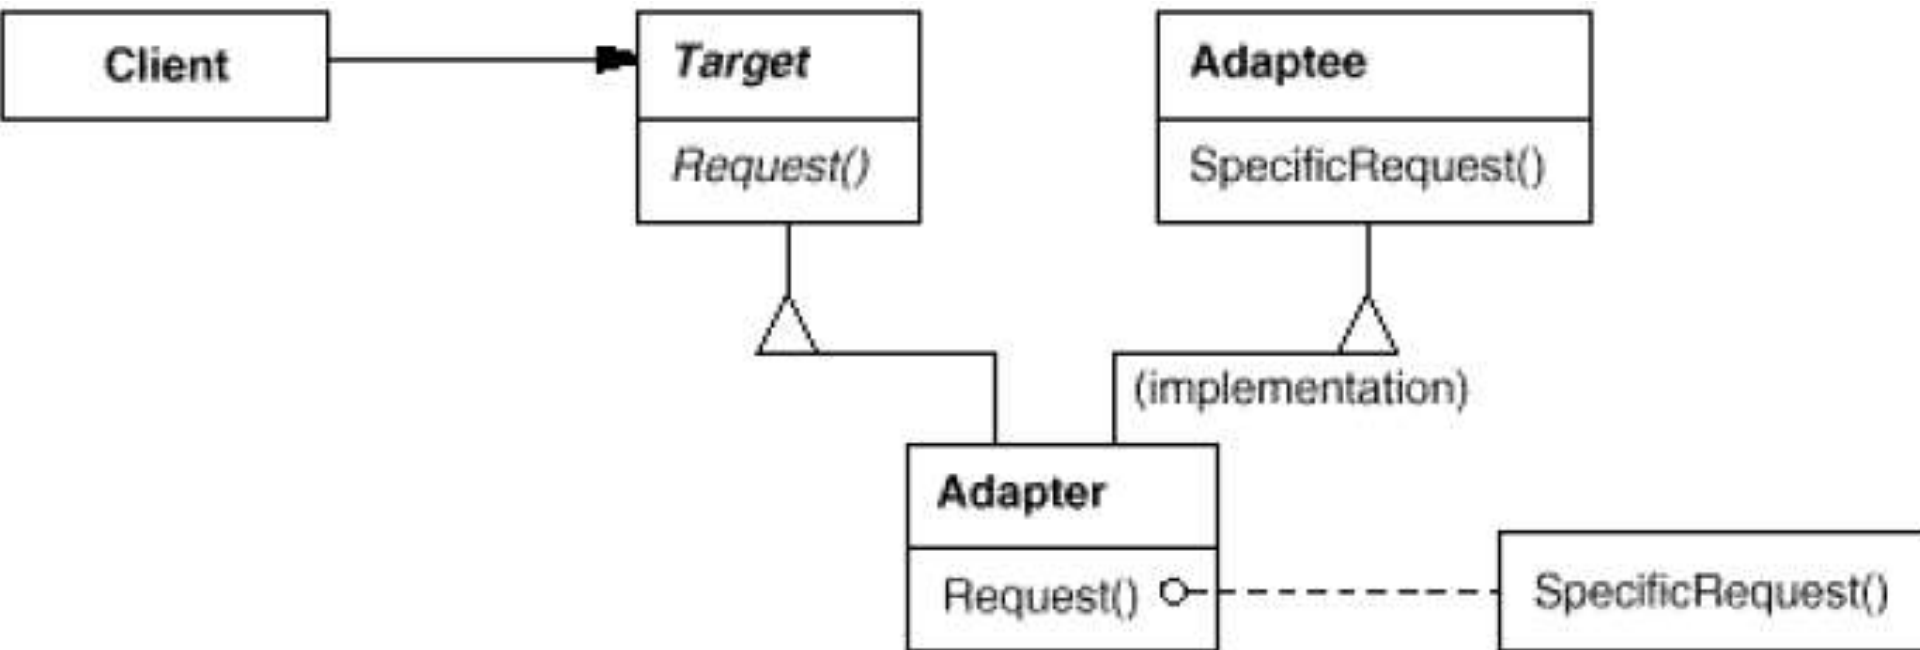 Client
Target
Request()
Adaptee
SpecificRequest()
(implementation)
Adapter
Request()
SpecificRequest()